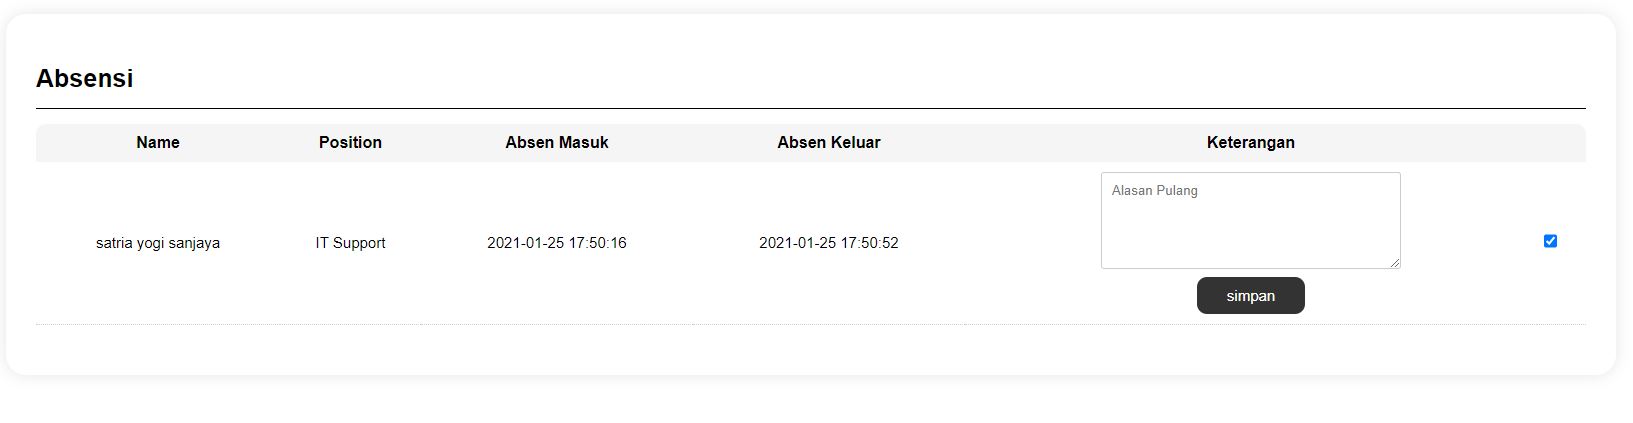 Absensi
Name Position Absen Masuk Absen Keluar Keterangan
Alasan Pulang
satria yogi sanjaya IT Support 2021-01-25 17:50:16 2021-01-25 17:50:52
simpan